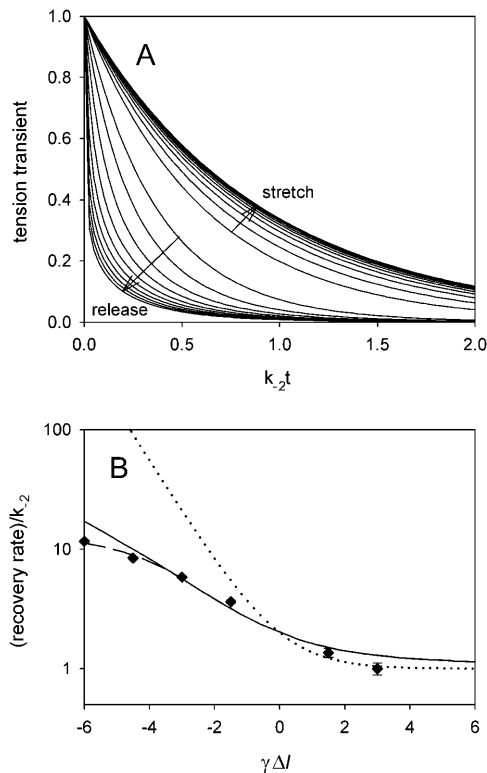 A
1.0
0.8
0.6
0.4
0.2
0.0
tension transient
stretch
release
0.0 0.5 1.0 1.5 2.0
k-2t
B
100
10
1
(recovery rate)/k-2
-6 -4 -2 0 2 4 6
γΔl